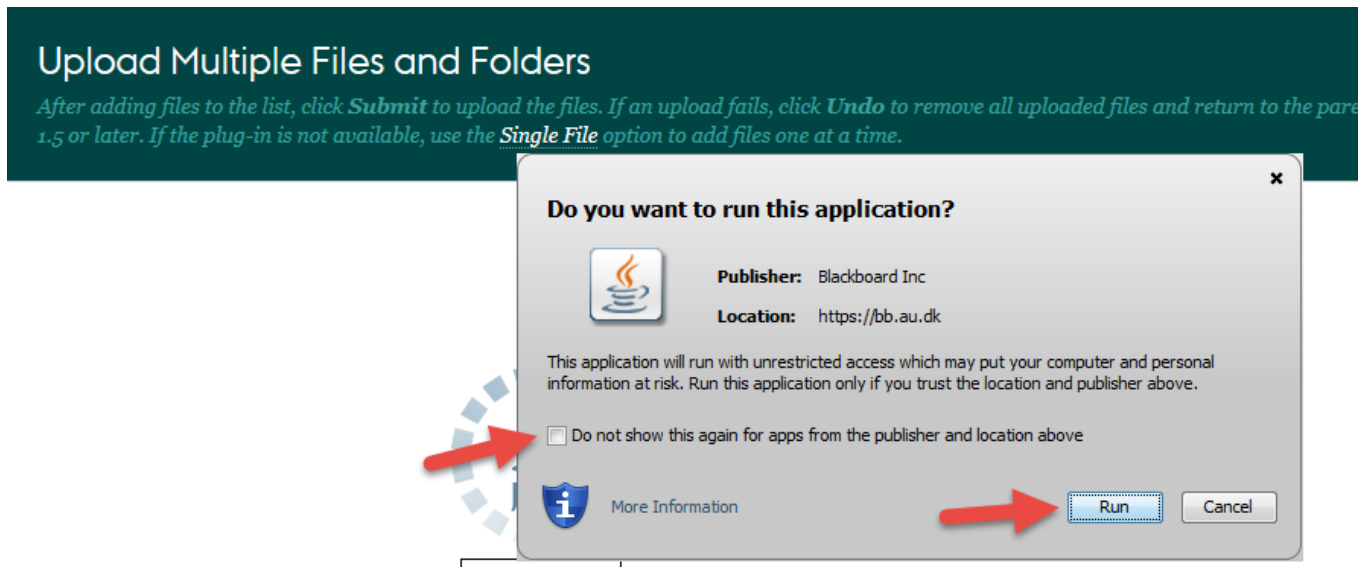 Upload Multiple Files and Folders
After adding files to the list, click Submit to upload the files. If an upload fails, click Undo to remove all uploaded files and return to the
1.5 or later. If the plug-in is not available, use the Single File option to add files one at a time.
Do you want to run this application?
Publisher: Blackboard Inc
Location: https://bb.au.dk
This application will run with unrestricted access which may put your computer and personal
information at risk. Run this application only if you trust the location and publisher above.
Do not show this again for apps from the publisher and location above
More Information
Run Cancel